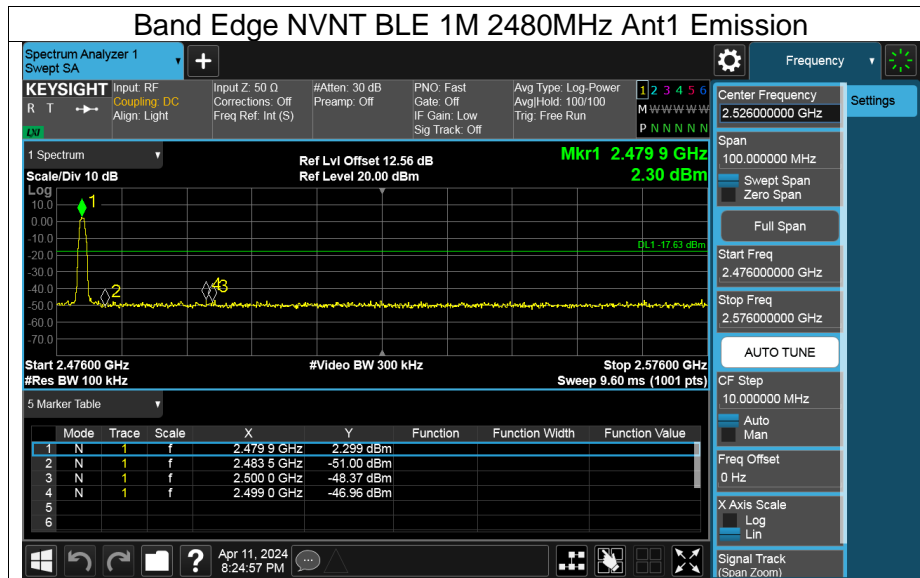 Band Edge NVNT BLE 1M 2480MHz Ant1 Emission
Spectrum Analyzer 1
Swept SA
+
Frequency
KEYSIGHT
R T
LXI
Input: RF
Coupling: DC
Align: Light
Input Z: 50 Ω
Corrections: Off
Freq Ref: Int (S)
#Atten: 30 dB
Preamp: Off
PNO: Fast
Gate: Off
IF Gain: Low
Sig Track: Off
Avg Type: Log-Power
Avg|Hold: 100/100
Trig: Free Run
1 2 3 4 5 6
M W W W W W
P N N N N N
1 Spectrum
Scale/Div 10 dB
Ref Lvl Offset 12.56 dB
Ref Level 20.00 dBm
Mkr1 2.479 9 GHz
2.30 dBm
Log
10.0
0.00
-10.0
-20.0
-30.0
-40.0
-50.0
-60.0
-70.0
1
2
4
3
DL1 -17.63 dBm
Start 2.47600 GHz
#Res BW 100 kHz
#Video BW 300 kHz
Stop 2.57600 GHz
Sweep 9.60 ms (1001 pts)
5 Marker Table
Mode Trace Scale X Y Function Function Width Function Value
1 N 1 f 2.479 9 GHz 2.299 dBm
2 N 1 f 2.483 5 GHz -51.00 dBm
3 N 1 f 2.500 0 GHz -48.37 dBm
4 N 1 f 2.499 0 GHz -46.96 dBm
5
6
Center Frequency
2.526000000 GHz
Settings
Span
100.000000 MHz
Swept Span
Zero Span
Full Span
Start Freq
2.476000000 GHz
Stop Freq
2.576000000 GHz
AUTO TUNE
CF Step
10.000000 MHz
Auto
Man
Freq Offset
0 Hz
X Axis Scale
Log
Lin
Signal Track
(Span Zoom)
?
Apr 11, 2024
8:24:57 PM